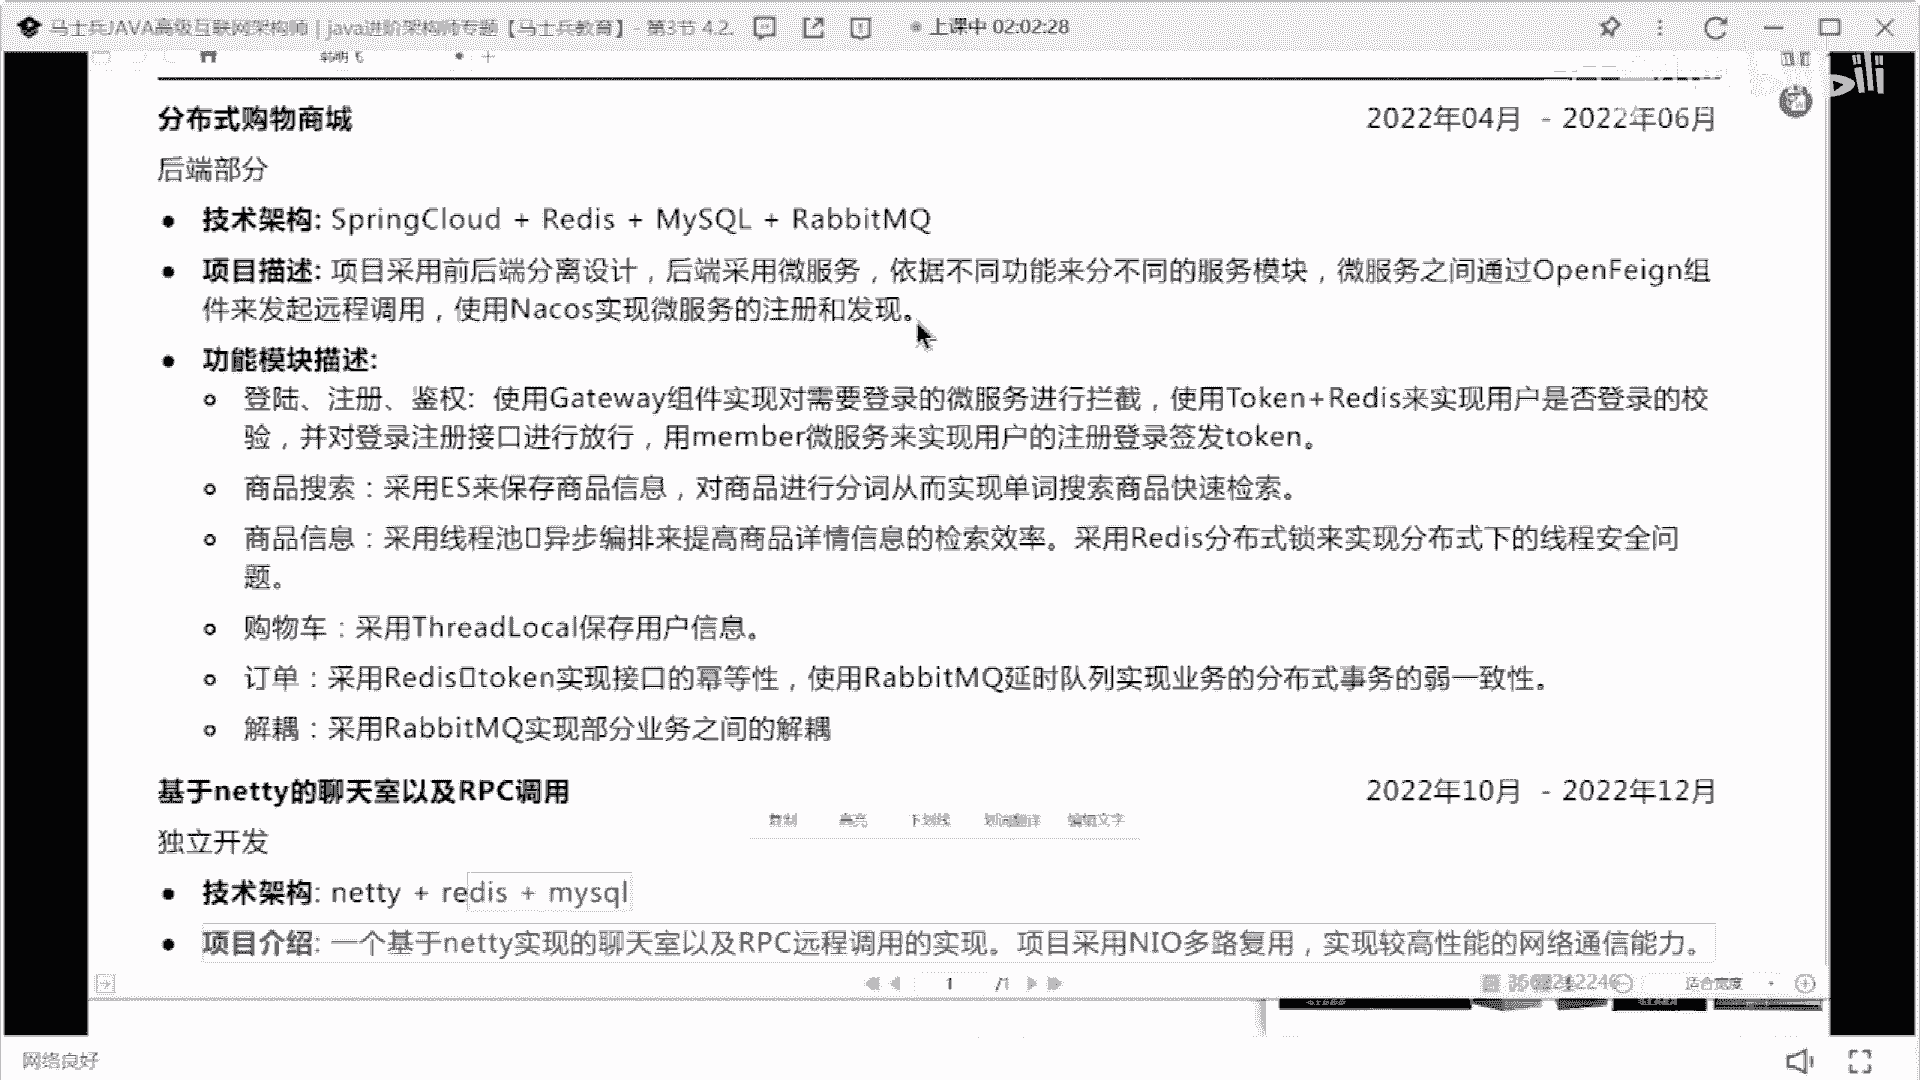 马士兵JAVA高级互联网架构师 | java进阶架构师专题【马士兵教育】 - 第3节 4.2.
上课中 02:02:28
分布式购物商城 2022年04月 - 2022年06月
后端部分
技术架构: SpringCloud + Redis + MySQL + RabbitMQ
项目描述: 项目采用前后端分离设计，后端采用微服务，依据不同功能来分不同的服务模块，微服务之间通过OpenFeign组
件来发起远程调用，使用Nacos实现微服务的注册和发现。
功能模块描述:
登陆、注册、鉴权: 使用Gateway组件实现对需要登录的微服务进行拦截，使用Token+Redis来实现用户是否登录的校
验，并对登录注册接口进行放行，用member微服务来实现用户的注册登录签发token。
商品搜索：采用ES来保存商品信息，对商品进行分词从而实现单词搜索商品快速检索。
商品信息：采用线程池▯异步编排来提高商品详情信息的检索效率。采用Redis分布式锁来实现分布式下的线程安全问
题。
购物车：采用ThreadLocal保存用户信息。
订单：采用Redis▯token实现接口的幂等性，使用RabbitMQ延时队列实现业务的分布式事务的弱一致性。
解耦：采用RabbitMQ实现部分业务之间的解耦
基于netty的聊天室以及RPC调用 2022年10月 - 2022年12月
复制 高亮 下划线 划词翻译 编辑文字
独立开发
技术架构: netty + redis + mysql
项目介绍: 一个基于netty实现的聊天室以及RPC远程调用的实现。项目采用NIO多路复用，实现较高性能的网络通信能力。
1 /1
适合宽度
网络良好